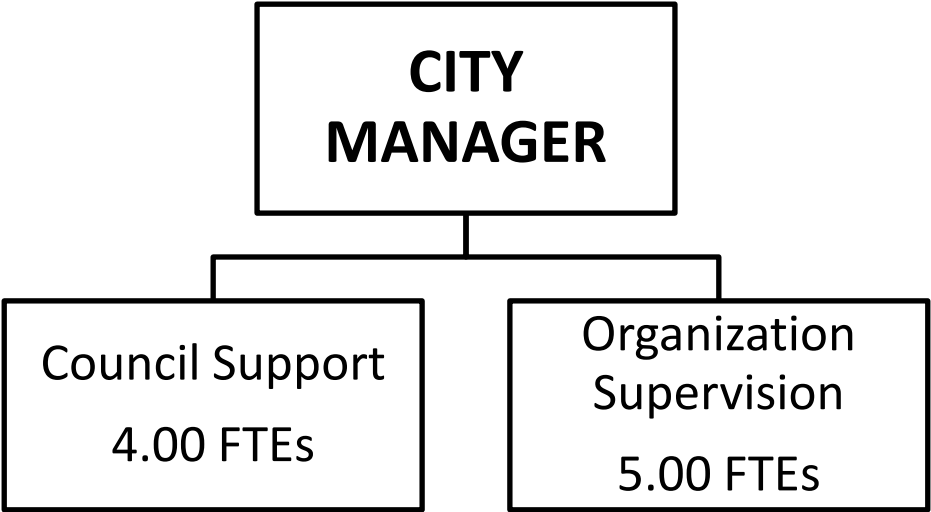 CITY
MANAGER
Council Support
4.00 FTEs
Organization
Supervision
5.00 FTEs